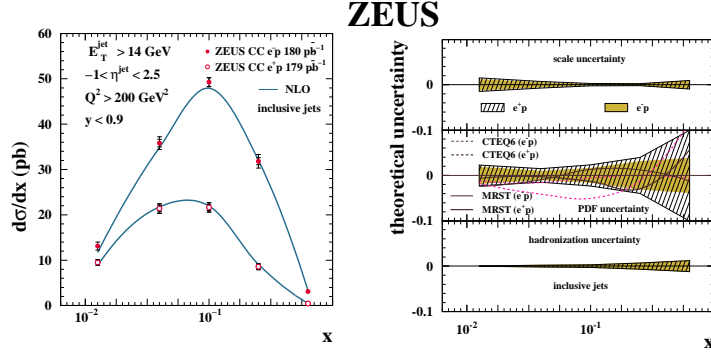 ZEUS
dσ/dx (pb)
60
50
40
30
20
10
0
E_T^jet > 14 GeV
−1< η^jet < 2.5
Q² > 200 GeV²
y < 0.9
ZEUS CC e⁻p 180 pb⁻¹
ZEUS CC e⁺p 179 pb⁻¹
NLO
inclusive jets
10⁻²
10⁻¹
x
theoretical uncertainty
scale uncertainty
0
e⁺p
e⁻p
-0.1
CTEQ6 (e⁻p)
CTEQ6 (e⁺p)
0
MRST (e⁻p)
MRST (e⁺p)
PDF uncertainty
-0.1
hadronization uncertainty
0
inclusive jets
-0.1
10⁻²
10⁻¹
x